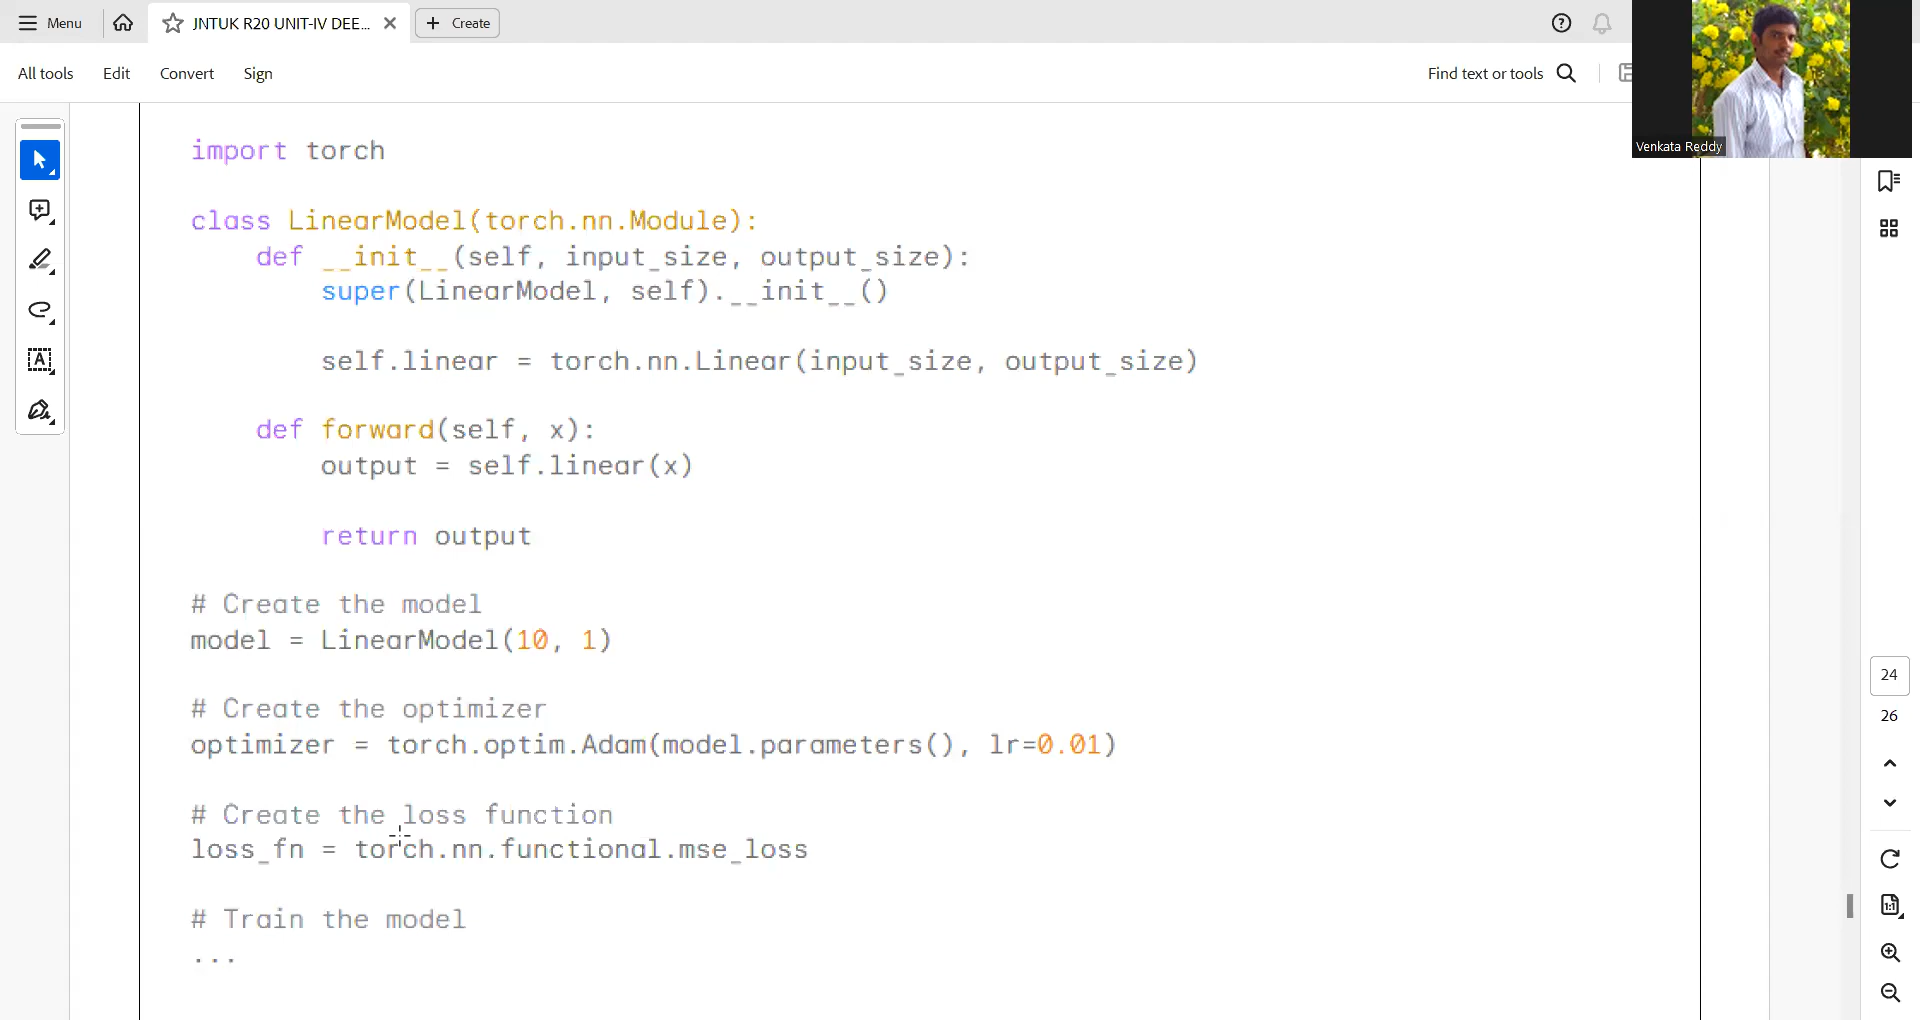 Menu
JNTUK R20 UNIT-IV DEE...
Create
All tools
Edit
Convert
Sign
Find text or tools
Venkata Reddy
import torch
class LinearModel(torch.nn.Module):
def __init__(self, input_size, output_size):
super(LinearModel, self).__init__()
self.linear = torch.nn.Linear(input_size, output_size)
def forward(self, x):
output = self.linear(x)
return output
# Create the model
model = LinearModel(10, 1)
# Create the optimizer
optimizer = torch.optim.Adam(model.parameters(), lr=0.01)
# Create the loss function
loss_fn = torch.nn.functional.mse_loss
# Train the model
...
24
26